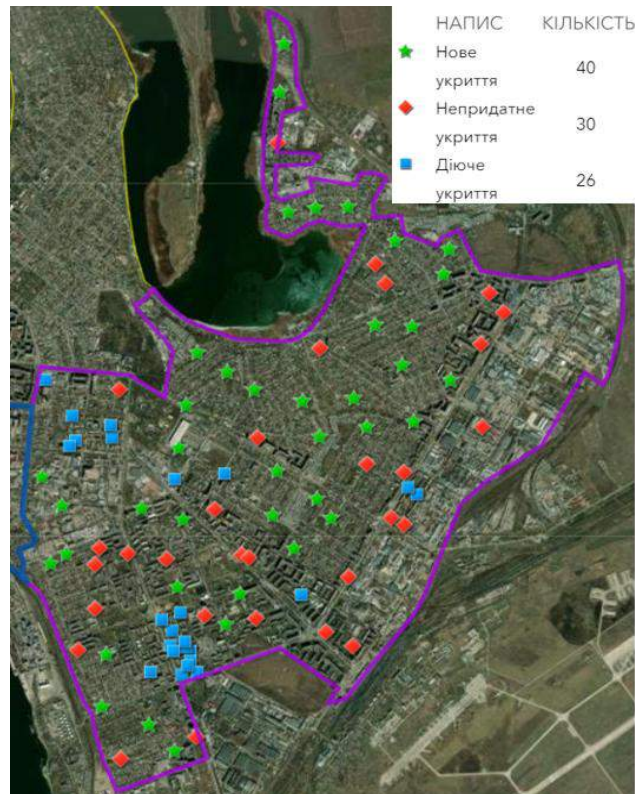 НАПИС КІЛЬКІСТЬ
Нове
укриття 40
Непридатне
укриття 30
Діюче
укриття 26